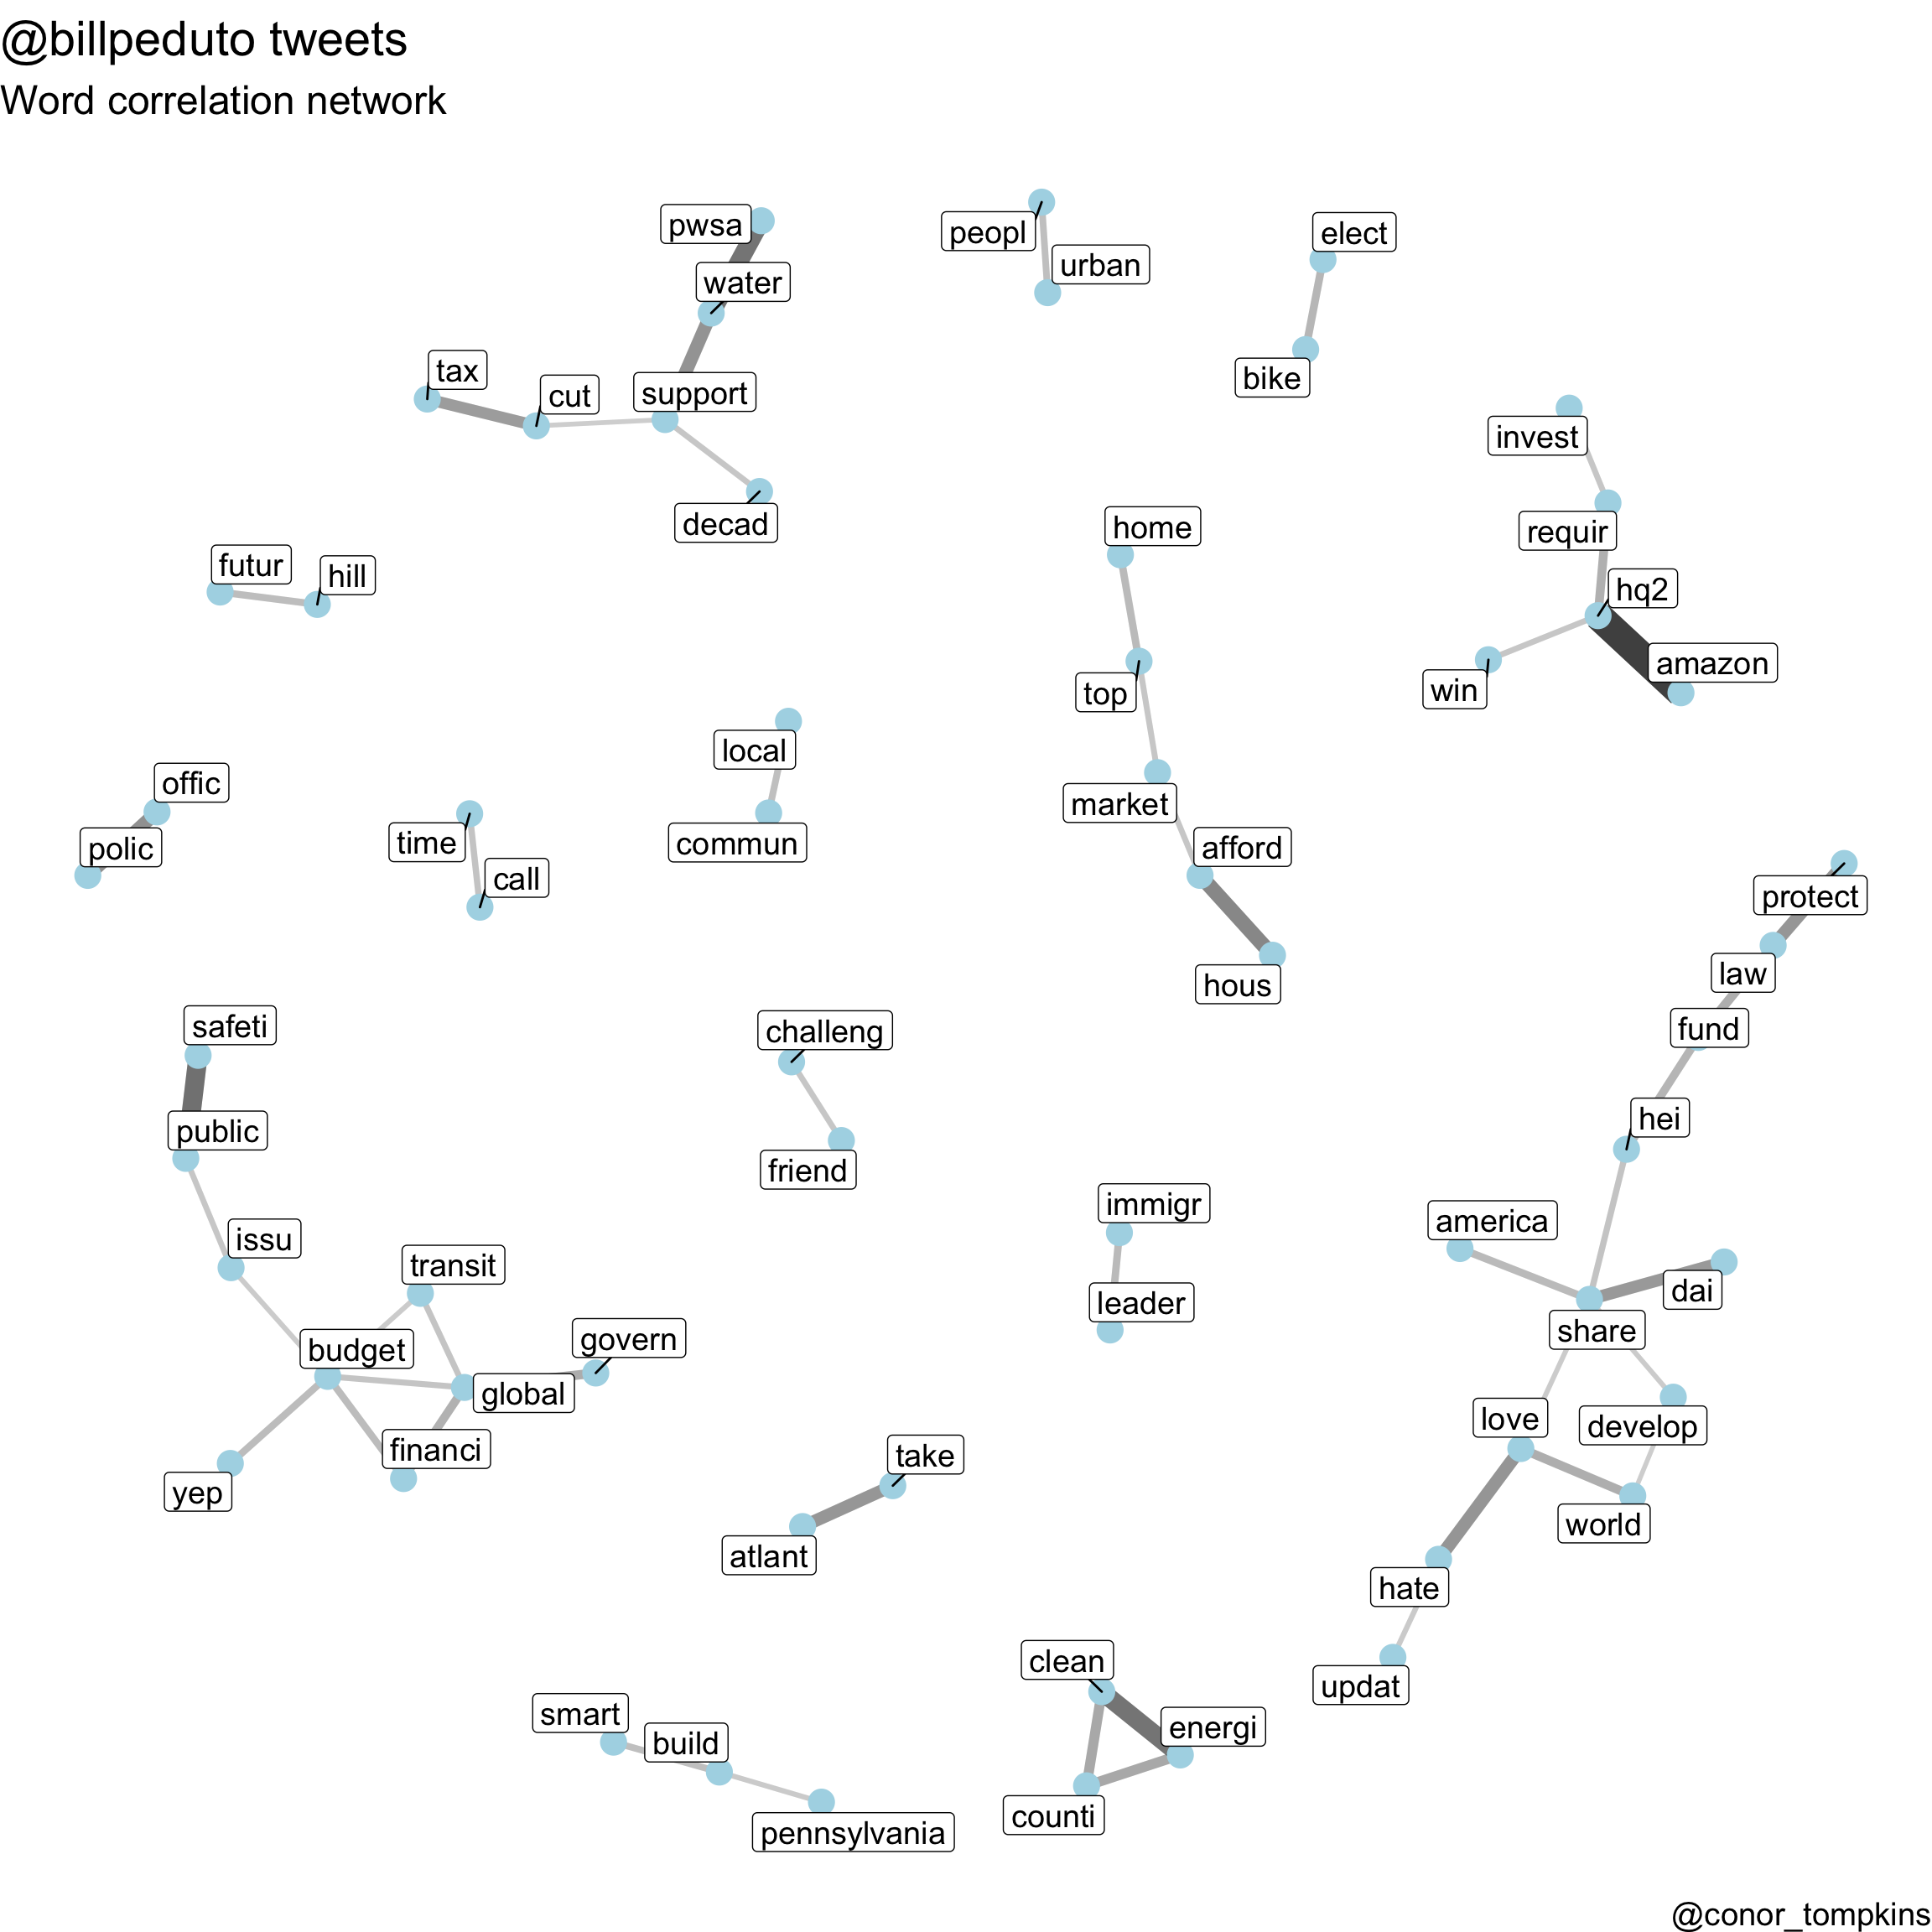 @billpeduto tweets
Word correlation network
pwsa
peopl
elect
urban
water
tax
cut
support
bike
invest
decad
home
requir
futur
hill
hq2
amazon
top
win
local
offic
market
time
commun
polic
afford
call
protect
hous
law
safeti
challeng
fund
public
hei
friend
immigr
america
issu
transit
leader
dai
share
budget
govern
global
love
develop
financi
take
yep
world
atlant
hate
clean
updat
smart
build
energi
counti
pennsylvania
@conor_tompkins